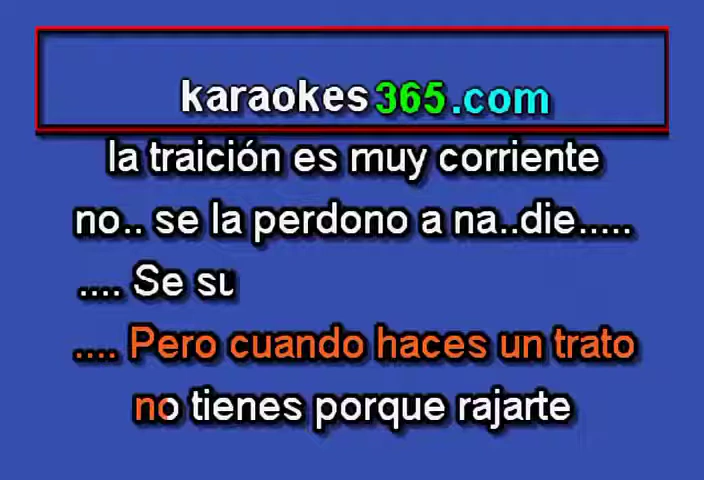 karaokes365.com
la traición es muy corriente
no.. se la perdono a na..die.....
.... Se su
.... Pero cuando haces un trato
no tienes porque rajarte